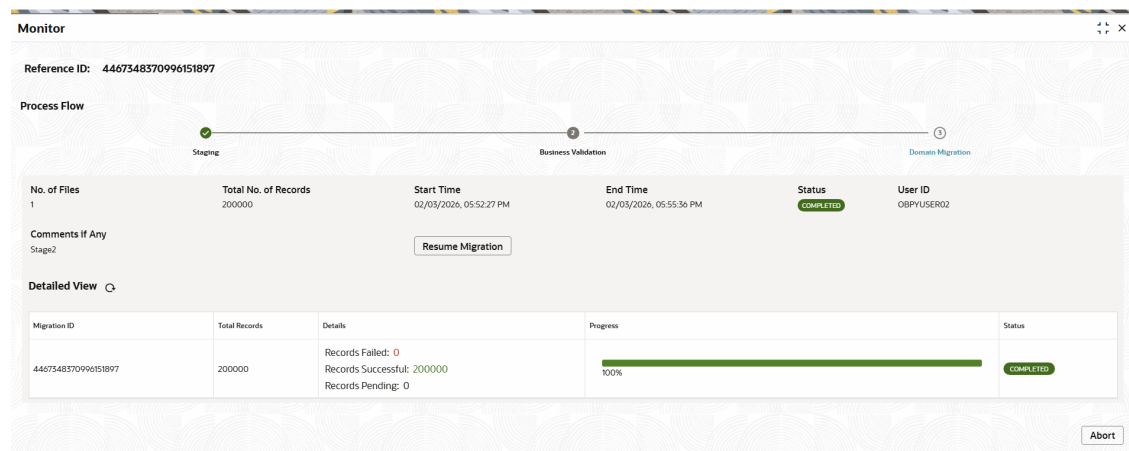 Monitor
Reference ID: 4467348370996151897
Process Flow
2
3
Staging
Business Validation
Domain Migration
No. of Files
Total No. of Records
Start Time
End Time
Status
User ID
1
200000
02/03/2026, 05:52:27 PM
02/03/2026, 05:55:36 PM
COMPLETED
OBPYUSER02
Comments if Any
Stage2
Resume Migration
Detailed View
Migration ID
Total Records
Details
Progress
Status
4467348370996151897
200000
Records Failed: 0
Records Successful: 200000
Records Pending: 0
100%
COMPLETED
Abort